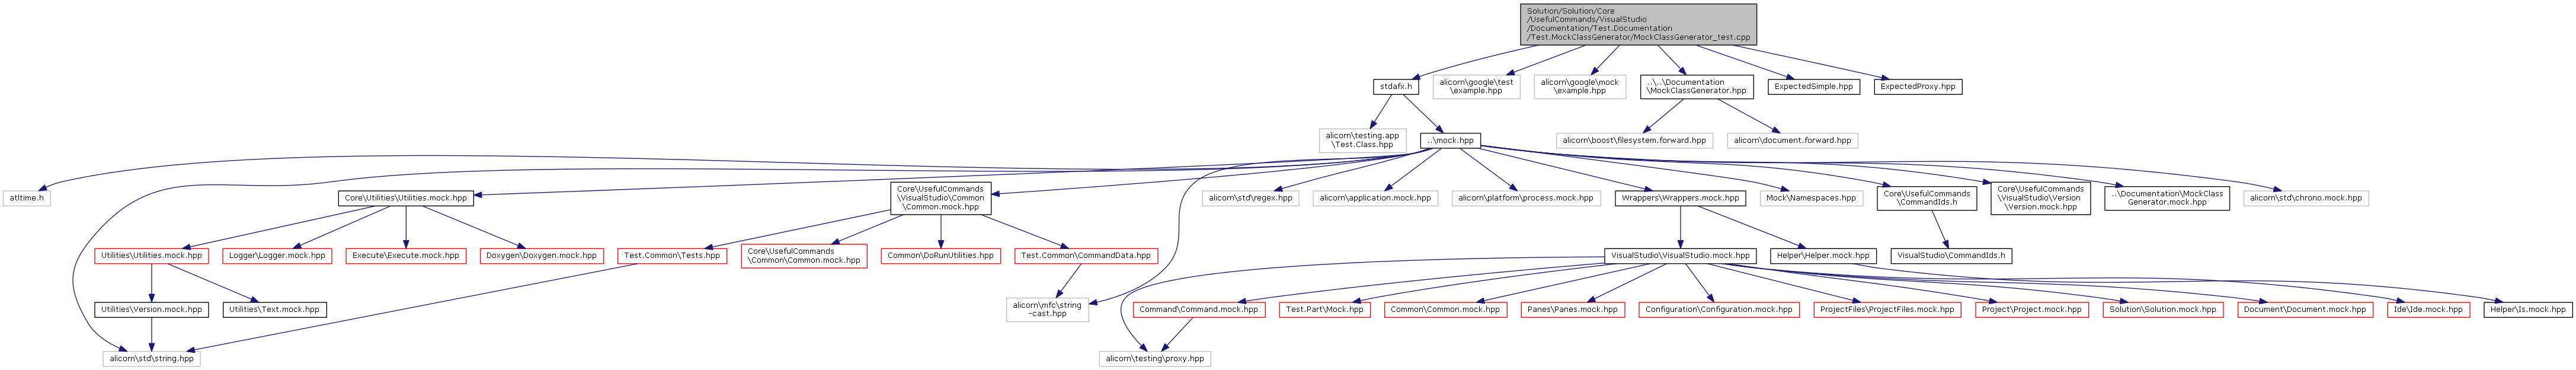 Solution/Solution/Core
/UsefulCommands/VisualStudio
/Documentation/Test.Documentation
/Test.MockClassGenerator/MockClassGenerator_test.cpp
stdafx.h
alicorn\google\test
\example.hpp
alicorn\google\mock
\example.hpp
..\..\Documentation
\MockClassGenerator.hpp
ExpectedSimple.hpp
ExpectedProxy.hpp
alicorn\testing.app
\Test.Class.hpp
..\mock.hpp
alicorn\boost\filesystem.forward.hpp
alicorn\document.forward.hpp
atltime.h
Core\Utilities\Utilities.mock.hpp
Core\UsefulCommands
\VisualStudio\Common
\Common.mock.hpp
alicorn\std\regex.hpp
alicorn\application.mock.hpp
alicorn\platform\process.mock.hpp
Wrappers\Wrappers.mock.hpp
Mock\Namespaces.hpp
Core\UsefulCommands
\CommandIds.h
Core\UsefulCommands
\VisualStudio\Version
\Version.mock.hpp
..\Documentation\MockClass
Generator.mock.hpp
alicorn\std\chrono.mock.hpp
Utilities\Utilities.mock.hpp
Logger\Logger.mock.hpp
Execute\Execute.mock.hpp
Doxygen\Doxygen.mock.hpp
Test.Common\Tests.hpp
Core\UsefulCommands
\Common\Common.mock.hpp
Common\DoRunUtilities.hpp
Test.Common\CommandData.hpp
VisualStudio\VisualStudio.mock.hpp
Helper\Helper.mock.hpp
VisualStudio\CommandIds.h
Utilities\Version.mock.hpp
Utilities\Text.mock.hpp
alicorn\mfc\string
-cast.hpp
Command\Command.mock.hpp
Test.Part\Mock.hpp
Common\Common.mock.hpp
Panes\Panes.mock.hpp
Configuration\Configuration.mock.hpp
ProjectFiles\ProjectFiles.mock.hpp
Project\Project.mock.hpp
Solution\Solution.mock.hpp
Document\Document.mock.hpp
Ide\Ide.mock.hpp
Helper\Is.mock.hpp
alicorn\std\string.hpp
alicorn\testing\proxy.hpp